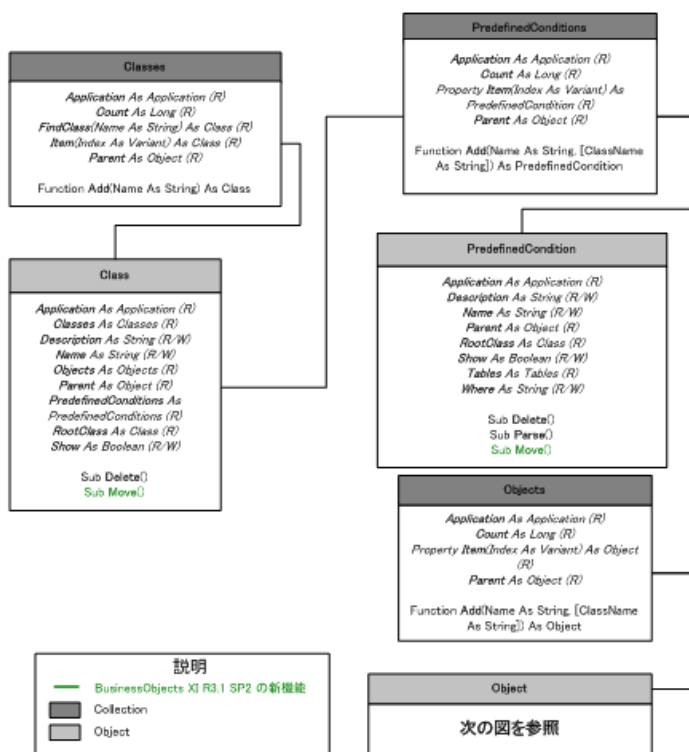 Classes
Application As Application (R)
Count As Long (R)
FindClass(Name As String) As Class (R)
Item(Index As Variant) As Class (R)
Parent As Object (R)
Function Add(Name As String) As Class
Class
Application As Application (R)
Classes As Classes (R)
Description As String (R/W)
Name As String (R/W)
Objects As Objects (R)
Parent As Object (R)
PredefinedConditions As
PredefinedConditions (R)
RootClass As Class (R)
Show As Boolean (R/W)
Sub Delete()
Sub Move()
PredefinedConditions
Application As Application (R)
Count As Long (R)
Property Item(Index As Variant) As
PredefinedCondition (R)
Parent As Object (R)
Function Add(Name As String, [ClassName
As String]) As PredefinedCondition
PredefinedCondition
Application As Application (R)
Description As String (R/W)
Name As String (R/W)
Parent As Object (R)
RootClass As Class (R)
Show As Boolean (R/W)
Tables As Tables (R)
Where As String (R/W)
Sub Delete()
Sub Parse()
Sub Move()
Objects
Application As Application (R)
Count As Long (R)
Property Item(Index As Variant) As Object
(R)
Parent As Object (R)
Function Add(Name As String, [ClassName
As String]) As Object
Object
次の図を参照
説明
BusinessObjects XI R3.1 SP2 の新機能
Collection
Object